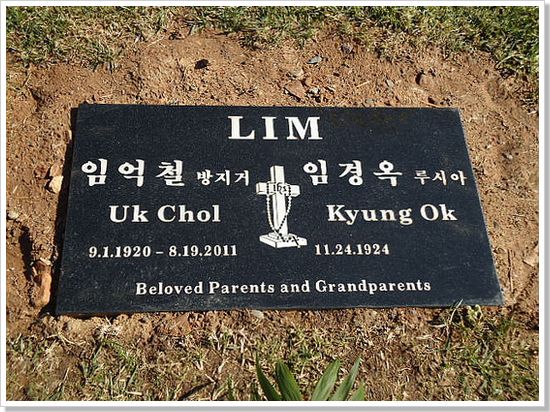 LIM
임억철 방지거 임경옥 루시아
Uk Chol Kyung Ok
IHS
9.1.1920 - 8.19.2011 11.24.1924
Beloved Parents and Grandparents